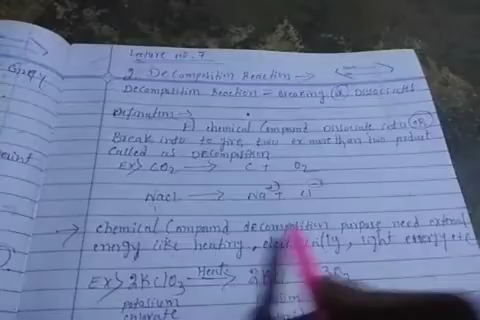 Lecture no. 7
2. Decomposition Reaction →
Decomposition Reaction = Breaking (or) Dissociates
Definition →
chemical Compound Dissociate into (OR)
Break into to give, two or more than two product
Called as Decomposition
Ex> CO2 → C + O2
Nacl → Na+ + cl-
→ chemical Compound decomposition purpose need external
energy like heating, electricity, light energy etc
Ex> 2KclO3 Heat→ 3O2
potassium
chlorate